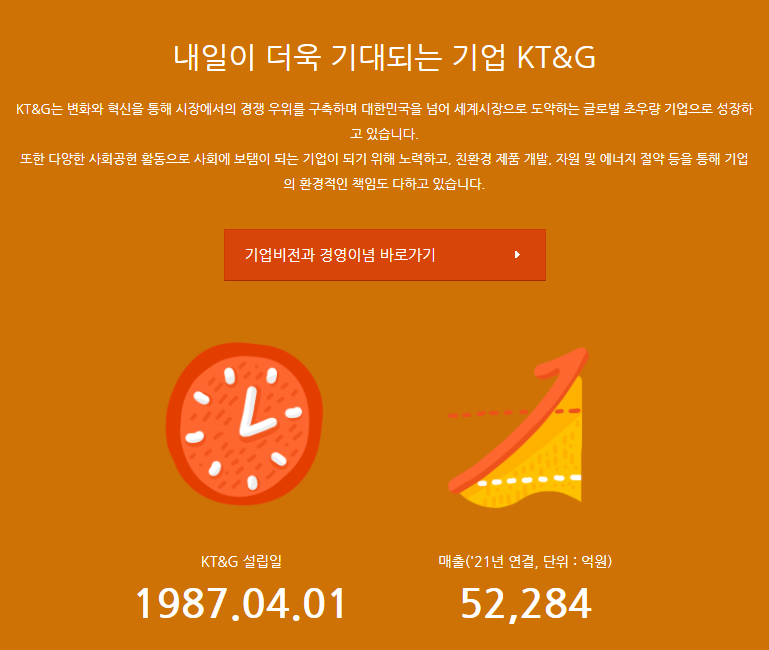 내일이 더욱 기대되는 기업 KT&G
KT&G는 변화와 혁신을 통해 시장에서의 경쟁 우위를 구축하며 대한민국을 넘어 세계시장으로 도약하는 글로벌 초우량 기업으로 성장하
고 있습니다.
또한 다양한 사회공헌 활동으로 사회에 보탬이 되는 기업이 되기 위해 노력하고, 친환경 제품 개발, 자원 및 에너지 절약 등을 통해 기업
의 환경적인 책임도 다하고 있습니다.
기업비전과 경영이념 바로가기
KT&G 설립일
1987.04.01
매출('21년 연결, 단위 : 억원)
52,284